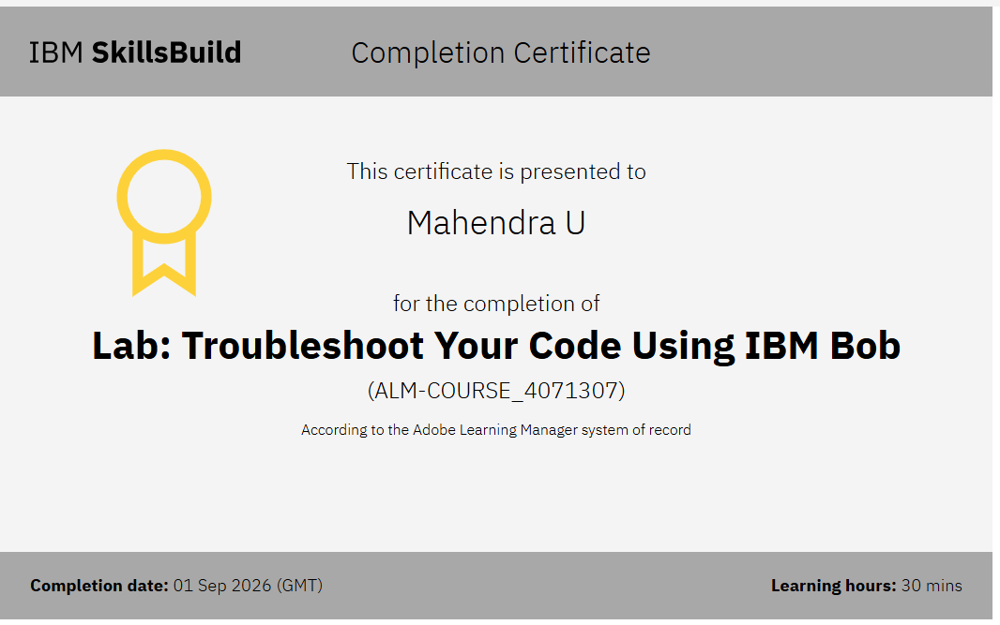 IBM SkillsBuild
Completion Certificate
This certificate is presented to
Mahendra U
for the completion of
Lab: Troubleshoot Your Code Using IBM Bob
(ALM-COURSE_4071307)
According to the Adobe Learning Manager system of record
Completion date: 01 Sep 2026 (GMT)
Learning hours: 30 mins